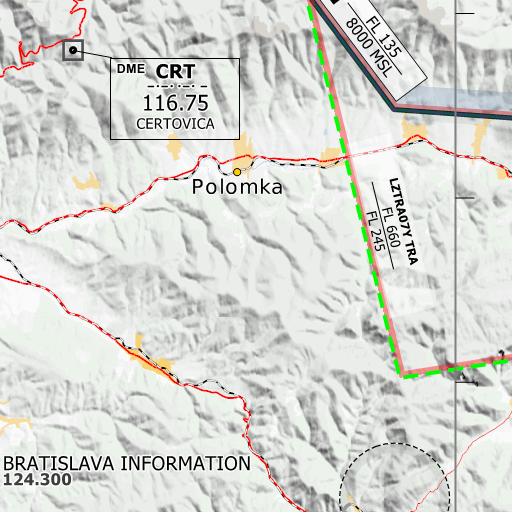 FL 135
8000 MSL
DME CRT
-·-· ·-· -
116.75
CERTOVICA
Polomka
LZTRA07Y TRA
FL 660
FL 245
BRATISLAVA INFORMATION
124.300